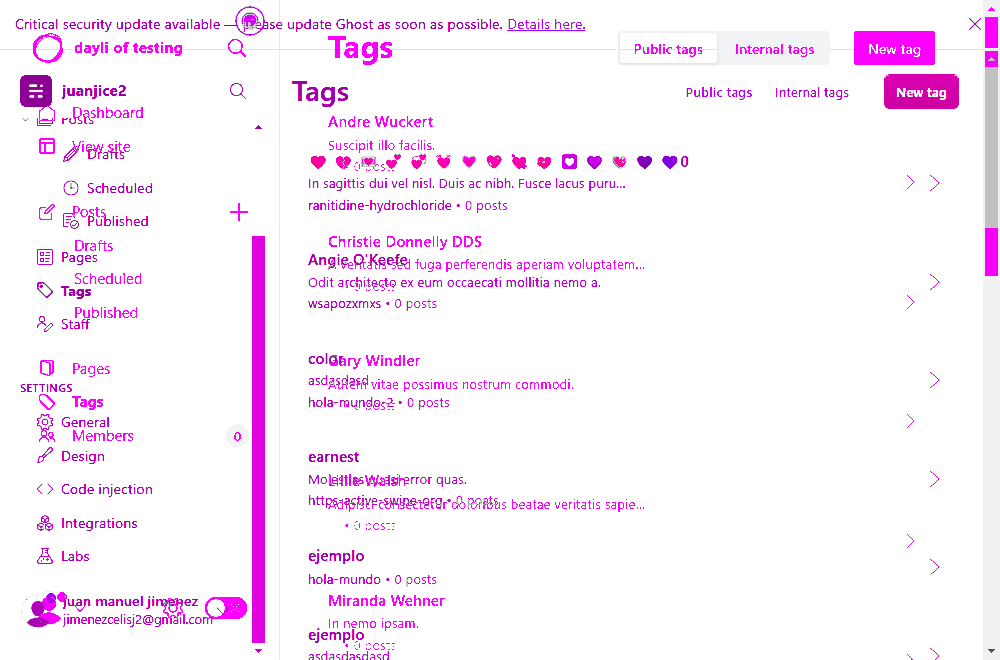 Critical security update available — please update Ghost as soon as possible. Details here.
dayli of testing
Tags
Public tags
Internal tags
New tag
juanjice2
Tags
Public tags
Internal tags
New tag
Dashboard
Posts
View site
Drafts
Scheduled
Posts
Published
Drafts
Pages
Scheduled
Tags
Published
Staff
Pages
SETTINGS
Tags
General
Members
0
Design
Code injection
Integrations
Labs
juan manuel jimenez
jimenezcelisj2@gmail.com
Andre Wuckert
Suscipit illo facilis.
• 0 posts
💘 0
In sagittis dui vel nisl. Duis ac nibh. Fusce lacus puru...
ranitidine-hydrochloride • 0 posts
Christie Donnelly DDS
Angie O'Keefe
sed fuga perferendis aperiam voluptatem...
Odit architecto ex eum occaecati mollitia nemo a.
• 0 posts
wsapozxmxs • 0 posts
color
Gary Windler
asdasdasd
Autem vitae possimus nostrum commodi.
hola-mundo-2 • 0 posts
• 0 posts
earnest
Molestias quasi error quas.
Lillie Walsh
https-active-swipe-org • 0 posts
Adipisci consectetur doloribus beatae veritatis sapie...
• 0 posts
ejemplo
hola-mundo • 0 posts
Miranda Wehner
In nemo ipsam.
ejemplo
• 0 posts
asdasdasdasd